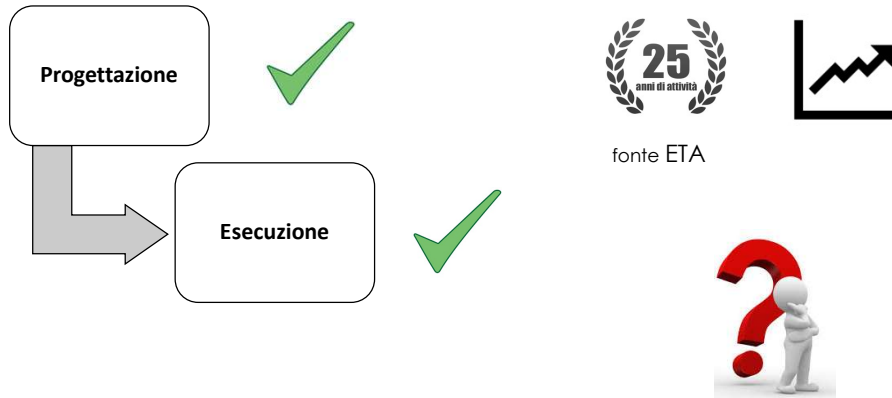 Progettazione
25
anni di attività
fonte ETA
Esecuzione